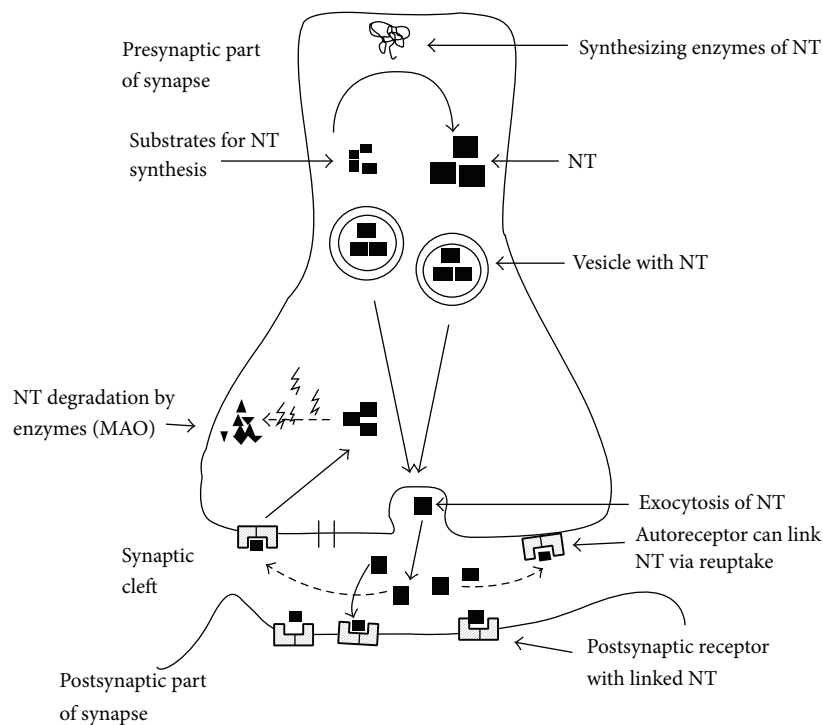 Presynaptic part
of synapse
Synthesizing enzymes of NT
Substrates for NT
synthesis
NT
Vesicle with NT
NT degradation by
enzymes (MAO)
Exocytosis of NT
Autoreceptor can link
NT via reuptake
Synaptic
cleft
Postsynaptic receptor
with linked NT
Postsynaptic part
of synapse